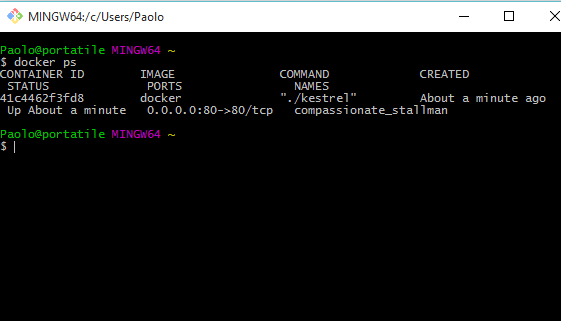 MINGW64:/c/Users/Paolo
Paolo@portatile MINGW64 ~
$ docker ps
CONTAINER ID        IMAGE               COMMAND             CREATED
 STATUS              PORTS                NAMES
41c4462f3fd8        docker              "./kestrel"         About a minute ago
 Up About a minute   0.0.0.0:80->80/tcp   compassionate_stallman
Paolo@portatile MINGW64 ~
$